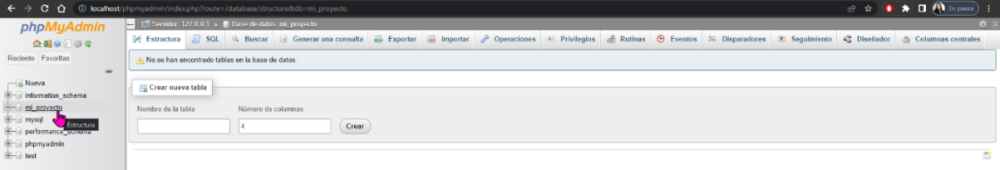 localhost/phpmyadmin/index.php?route=/database/structure&db=mi_proyecto
En pausa
phpMyAdmin
Reciente Favoritas
Nueva
information_schema
mi_proyecto
mysql
Estructura
performance_schema
phpmyadmin
test
Servidor: 127.0.0.1 » Base de datos: mi_proyecto
Estructura SQL Buscar Generar una consulta Exportar Importar Operaciones Privilegios Rutinas Eventos Disparadores Seguimiento Diseñador Columnas centrales
No se han encontrado tablas en la base de datos.
Crear nueva tabla
Nombre de la tabla Número de columnas
4 Crear